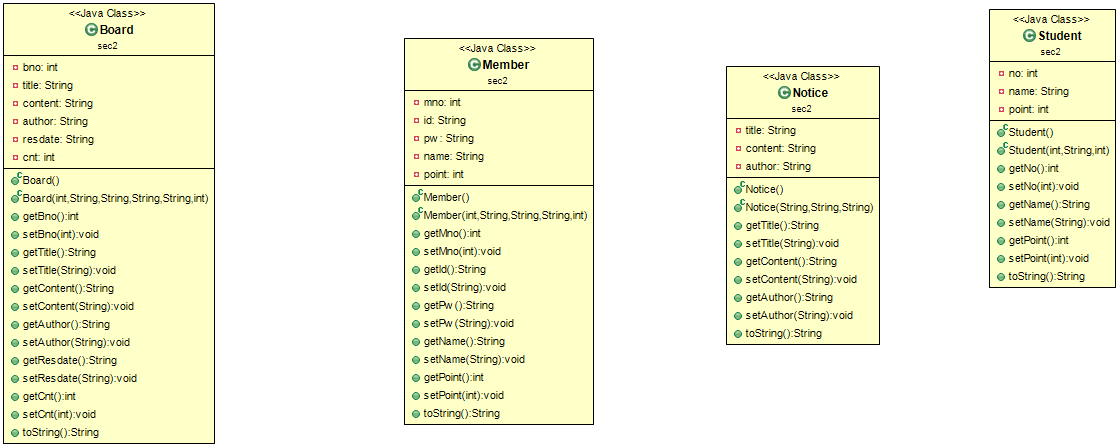 <<Java Class>>
Board
sec2
bno: int
title: String
content: String
author: String
resdate: String
cnt: int
Board()
Board(int,String,String,String,String,int)
getBno():int
setBno(int):void
getTitle():String
setTitle(String):void
getContent():String
setContent(String):void
getAuthor():String
setAuthor(String):void
getResdate():String
setResdate(String):void
getCnt():int
setCnt(int):void
toString():String
<<Java Class>>
Member
sec2
mno: int
id: String
pw: String
name: String
point: int
Member()
Member(int,String,String,String,int)
getMno():int
setMno(int):void
getId():String
setId(String):void
getPw():String
setPw(String):void
getName():String
setName(String):void
getPoint():int
setPoint(int):void
toString():String
<<Java Class>>
Notice
sec2
title: String
content: String
author: String
Notice()
Notice(String,String,String)
getTitle():String
setTitle(String):void
getContent():String
setContent(String):void
getAuthor():String
setAuthor(String):void
toString():String
<<Java Class>>
Student
sec2
no: int
name: String
point: int
Student()
Student(int,String,int)
getNo():int
setNo(int):void
getName():String
setName(String):void
getPoint():int
setPoint(int):void
toString():String